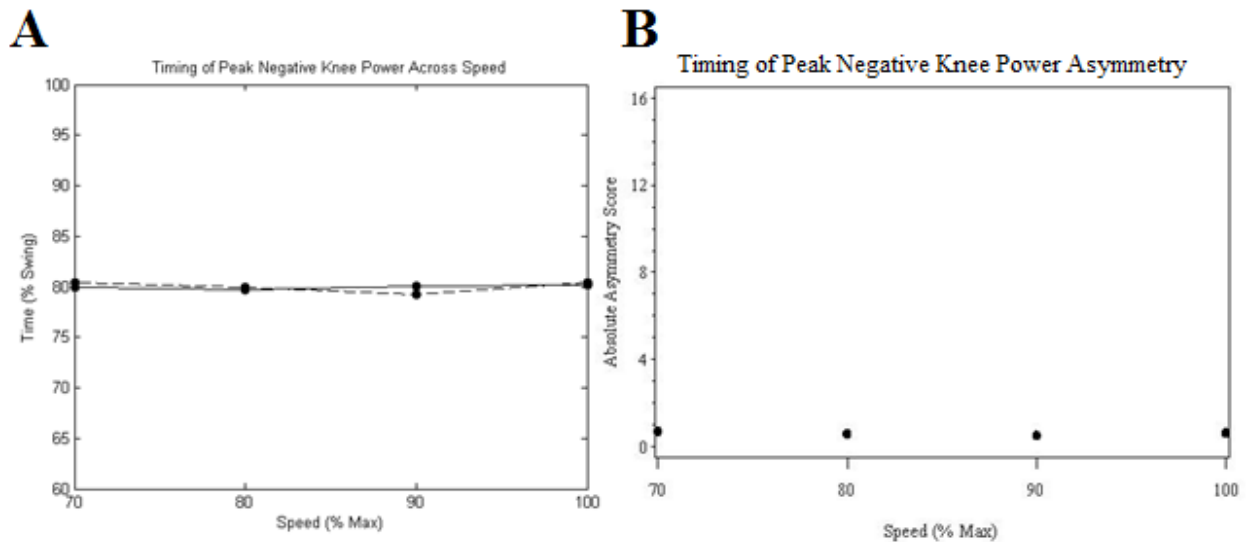 A
Timing of Peak Negative Knee Power Across Speed
100
95
90
85
80
75
70
65
60
Time (% Swing)
70
80
90
100
Speed (% Max)
B
Timing of Peak Negative Knee Power Asymmetry
16
12
8
4
0
Absolute Asymmetry Score
70
80
90
100
Speed (% Max)